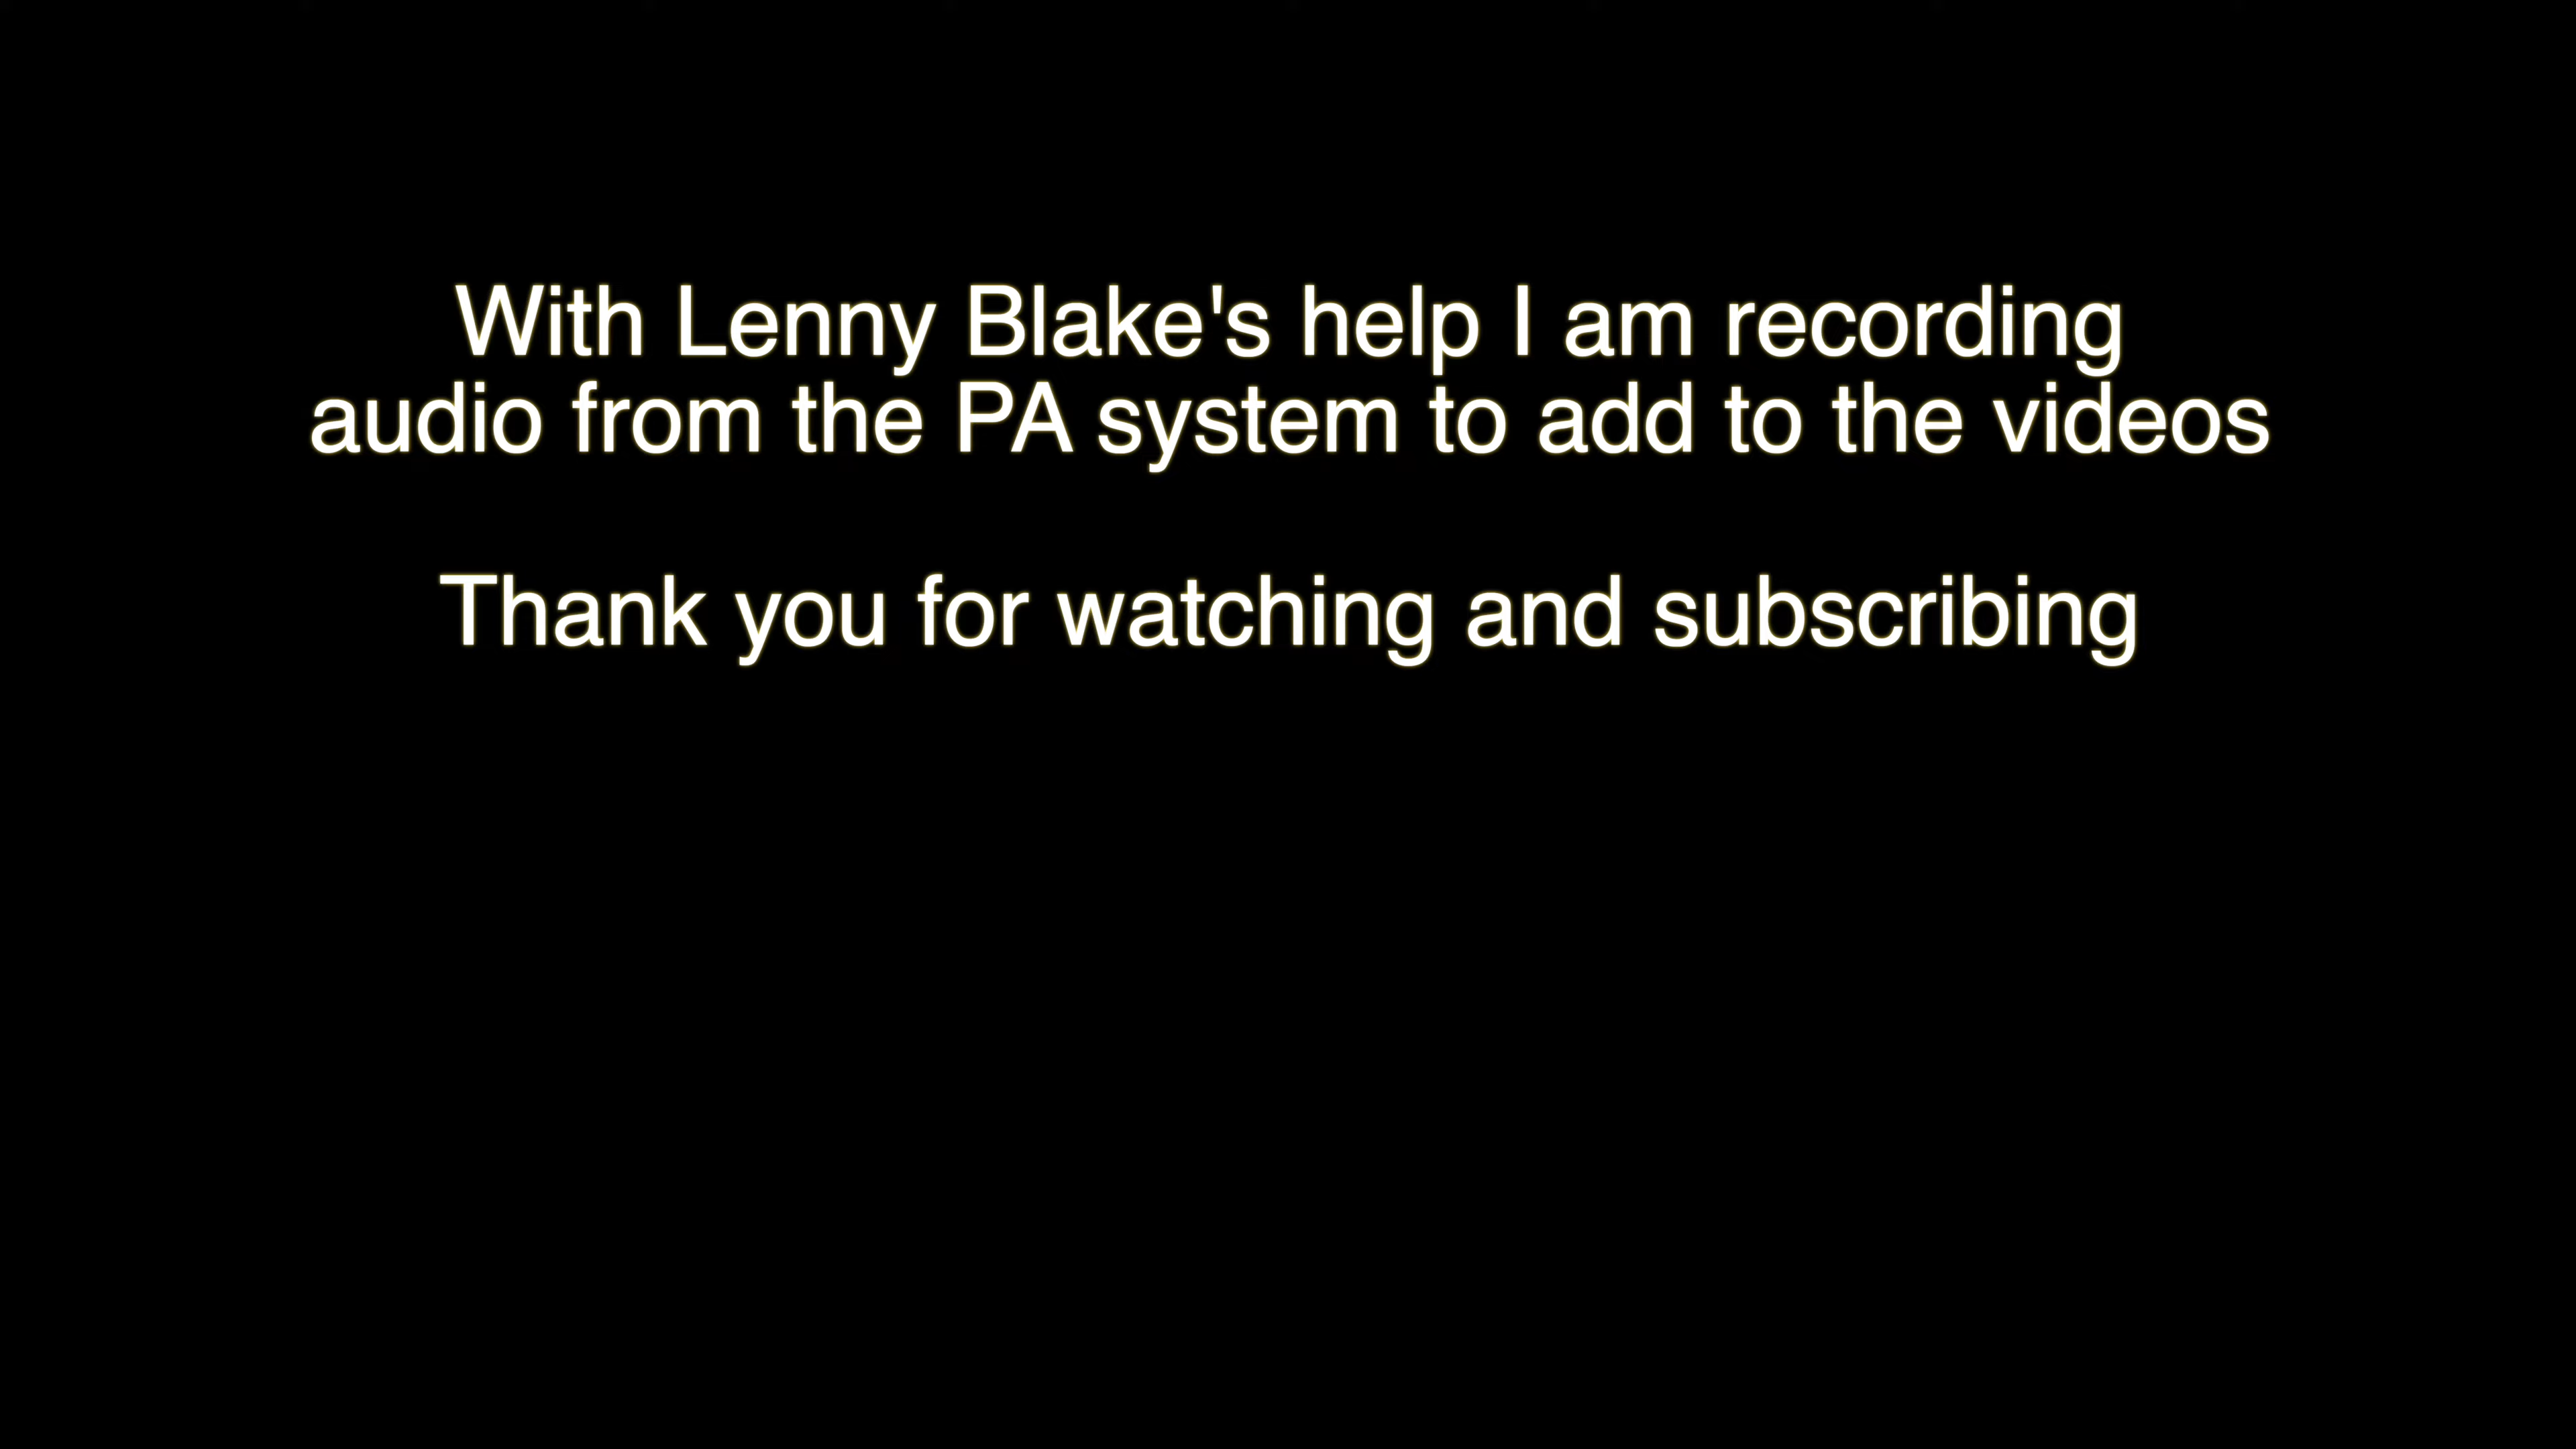 With Lenny Blake's help I am recording
audio from the PA system to add to the videos
Thank you for watching and subscribing